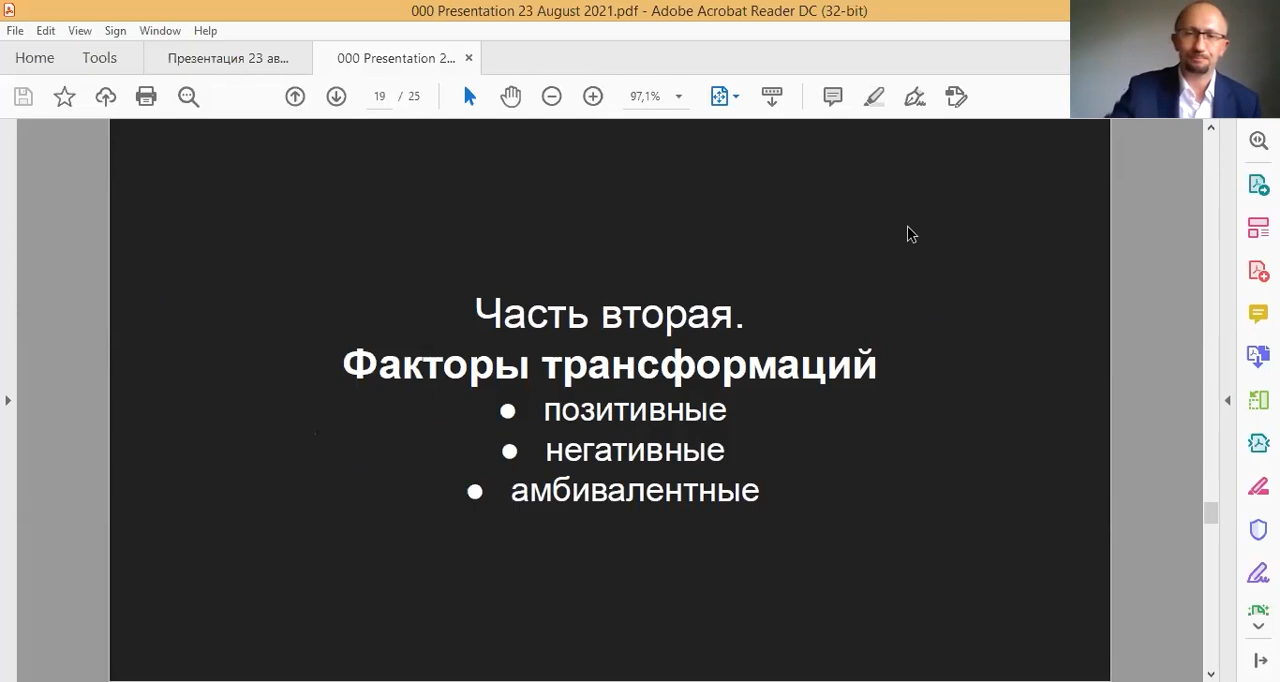 000 Presentation 23 August 2021.pdf - Adobe Acrobat Reader DC (32-bit)
File Edit View Sign Window Help
Home Tools Презентация 23 ав... 000 Presentation 2... ×
19 / 25 97,1%
Часть вторая.
Факторы трансформаций
● позитивные
● негативные
● амбивалентные